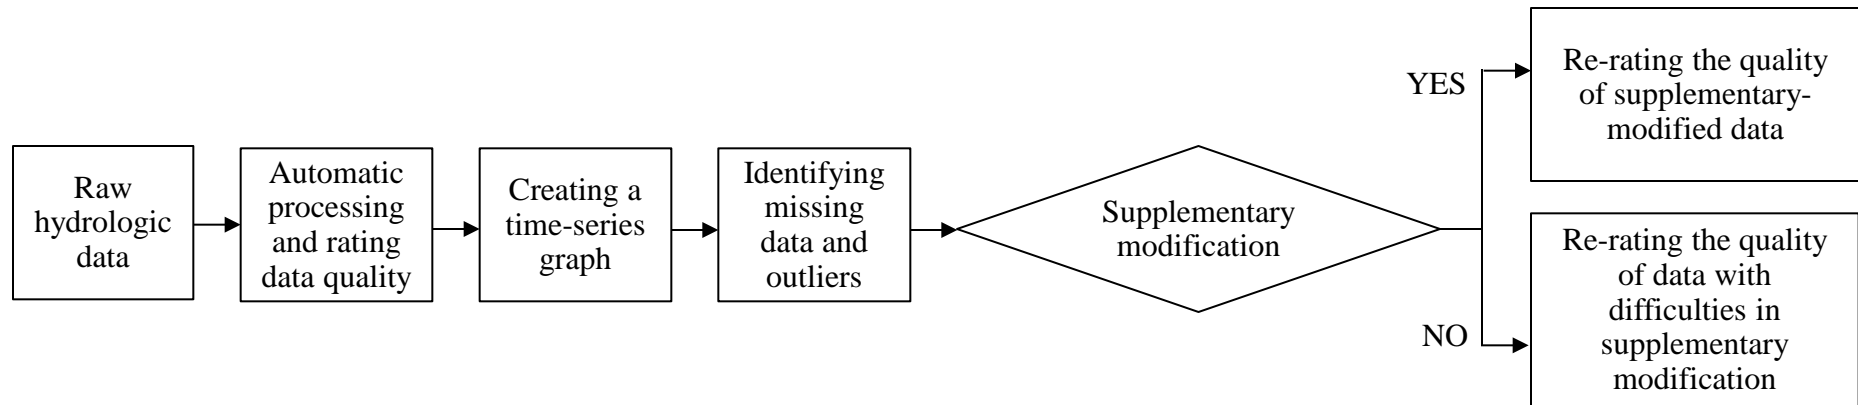 Raw
hydrologic
data
Automatic
processing
and rating
data quality
Creating a
time-series
graph
Identifying
missing
data and
outliers
Supplementary
modification
YES
Re-rating the quality
of supplementary-
modified data
NO
Re-rating the quality
of data with
difficulties in
supplementary
modification